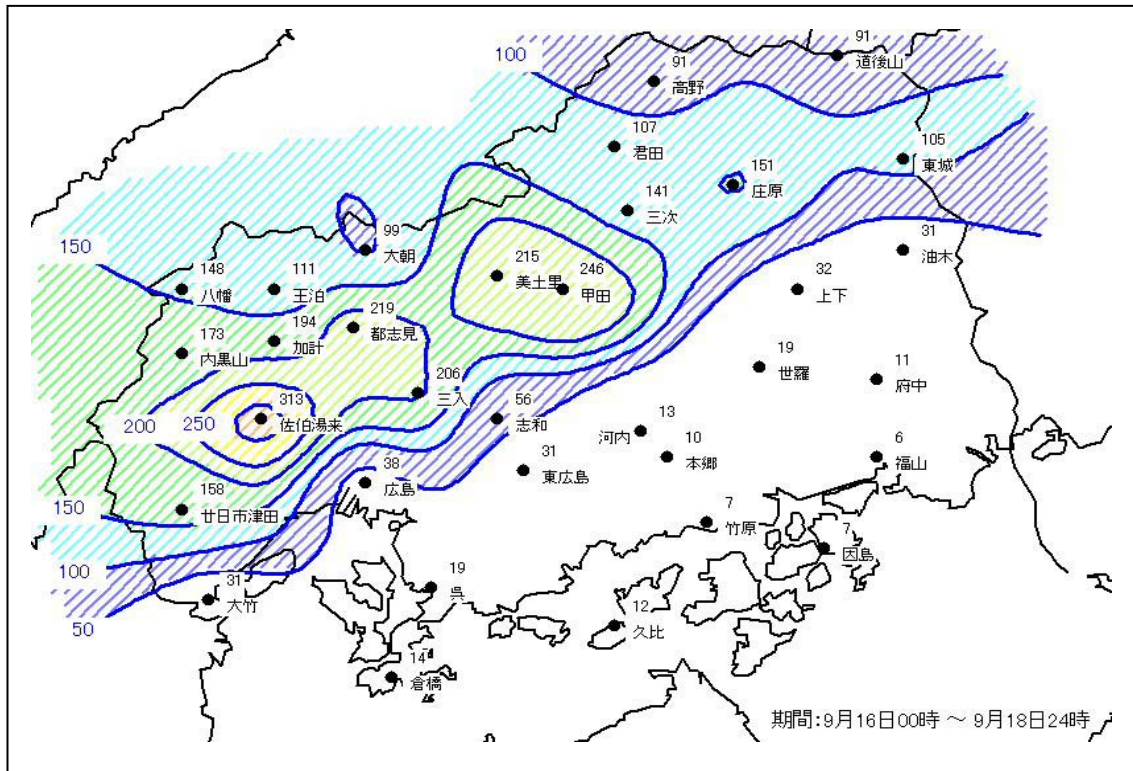 100
91
道後山
91
高野
107
君田
105
東城
151
庄原
141
三次
150
99
大朝
31
油木
215
美土里
246
甲田
148
八幡
111
王泊
32
上下
219
都志見
194
加計
173
内黒山
19
世羅
11
府中
206
三入
313
佐伯湯来
200
250
56
志和
13
河内
10
本郷
31
東広島
6
福山
38
広島
158
廿日市津田
150
7
竹原
7
因島
100
31
大竹
50
19
呉
12
久比
14
倉橋
期間:9月16日00時 ~ 9月18日24時